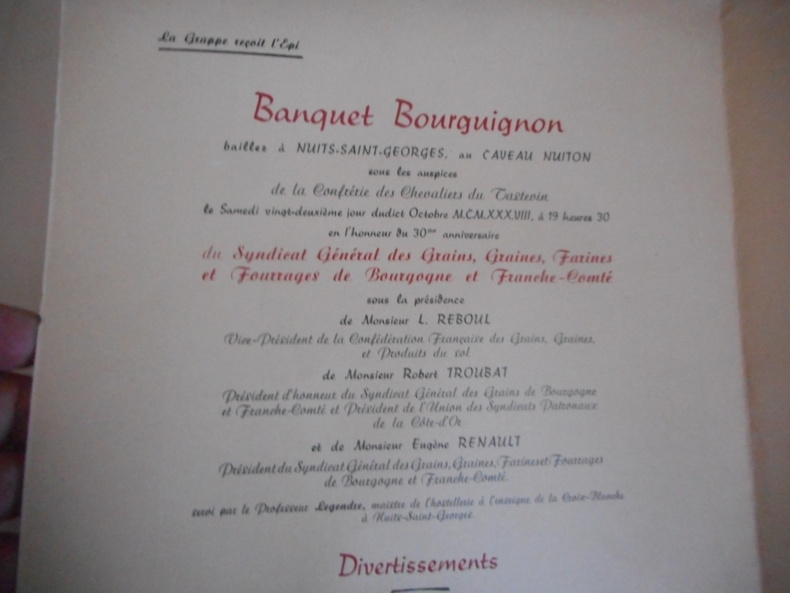 La Grappe reçoit l'Epi
Banquet Bourguignon
baillez à NUITS-SAINT-GEORGES, au CAVEAU NUITON
sous les auspices
de la Confrérie des Chevaliers du Tastevin
le Samedi vingt-deuxième jour dudict Octobre M.CM.XXX.VIII, à 19 heures 30
en l'honneur du 30me anniversaire
du Syndicat Général des Grains, Graines, Farines
et Fourrages de Bourgogne et Franche-Comté
sous la présidence
de Monsieur L. REBOUL
Vice-Président de la Confédération Française des Grains, Graines,
et Produits du sol
de Monsieur Robert TROUBAT
Président d'honneur du Syndicat Général des Grains de Bourgogne
et Franche-Comté et Président de l'Union des Syndicats Patronaux
de la Côte-d'Or
et de Monsieur Eugène RENAULT
Président du Syndicat Général des Grains, Graines, Farines et Fourrages
de Bourgogne et Franche-Comté.
servi par le Professeur Legendre, maistre de l'hostellerie à l'enseigne de la Croix-Blanche
à Nuits-Saint-Georges.
Divertissements